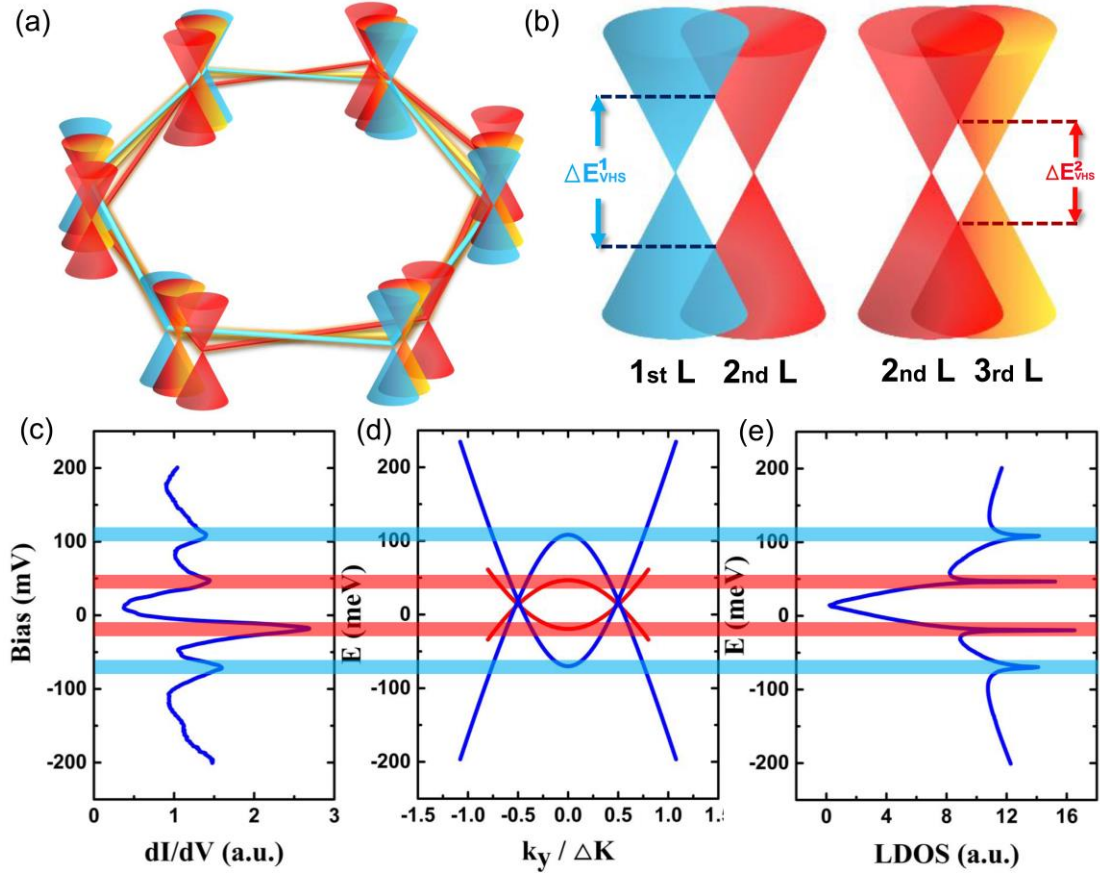 (a)
(b)
△E¹VHS
△E²VHS
1st L 2nd L 2nd L 3rd L
(c)
(d)
(e)
200
100
0
-100
-200
Bias (mV)
0 1 2 3
dI/dV (a.u.)
200
100
0
-100
-200
E (meV)
-1.5 -1.0 -0.5 0.0 0.5 1.0 1.5
ky / △K
200
100
0
-100
-200
E (meV)
0 4 8 12 16
LDOS (a.u.)